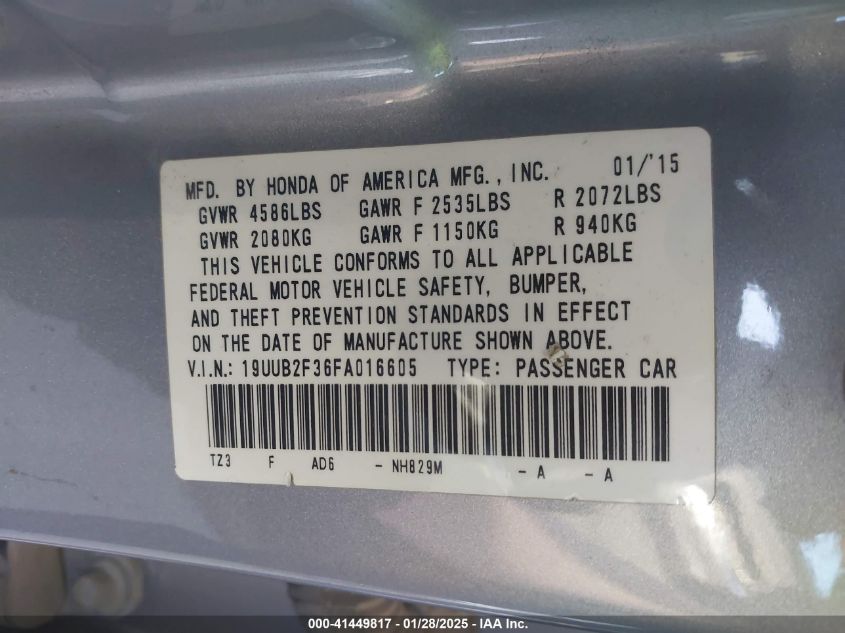 MFD. BY HONDA OF AMERICA MFG., INC. 01/'15
GVWR 4586LBS GAWR F 2535LBS R 2072LBS
GVWR 2080KG GAWR F 1150KG R 940KG
THIS VEHICLE CONFORMS TO ALL APPLICABLE
FEDERAL MOTOR VEHICLE SAFETY, BUMPER,
AND THEFT PREVENTION STANDARDS IN EFFECT
ON THE DATE OF MANUFACTURE SHOWN ABOVE.
V.I.N.: 19UUB2F36FA016605 TYPE: PASSENGER CAR
TZ3 F AD6 - NH829M - A - A
000-41449817 | 01/28/2025 | IAA Inc.